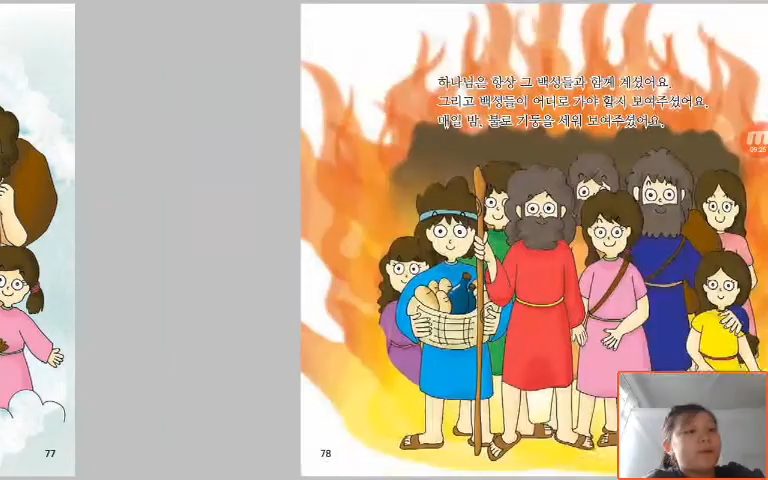 하나님은 항상 그 백성들과 함께 계셨어요.
그리고 백성들이 어디로 가야 할지 보여주셨어요.
매일 밤, 불로 기둥을 세워 보여주셨어요.
09:25
77
78